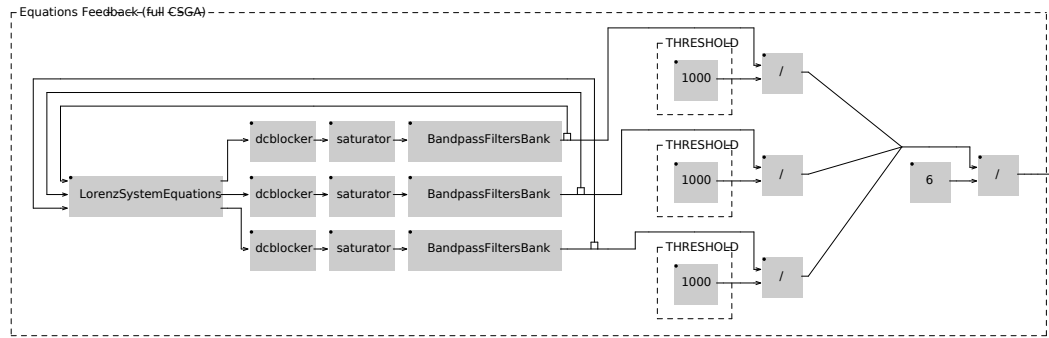 Equations Feedback (full CSGA)
THRESHOLD
1000
/
dcblocker saturator BandpassFiltersBank
THRESHOLD
1000
/
6
/
LorenzSystemEquations
dcblocker saturator BandpassFiltersBank
dcblocker saturator BandpassFiltersBank
THRESHOLD
1000
/